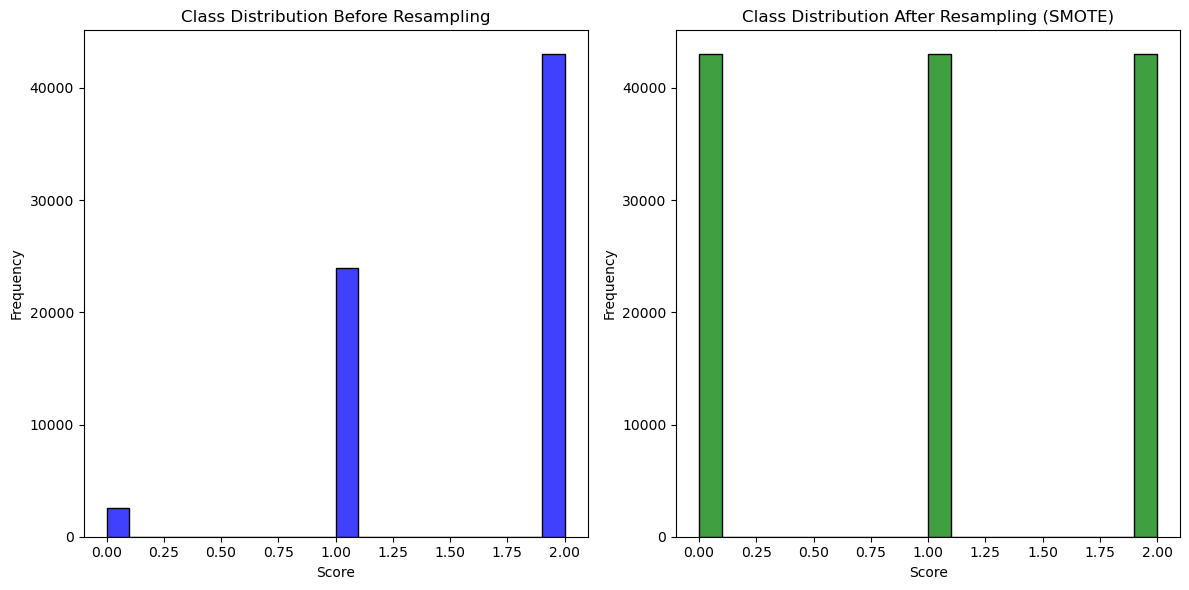 Class Distribution Before Resampling
40000
30000
20000
10000
0
Frequency
0.00 0.25 0.50 0.75 1.00 1.25 1.50 1.75 2.00
Score
Class Distribution After Resampling (SMOTE)
40000
30000
20000
10000
0
Frequency
0.00 0.25 0.50 0.75 1.00 1.25 1.50 1.75 2.00
Score